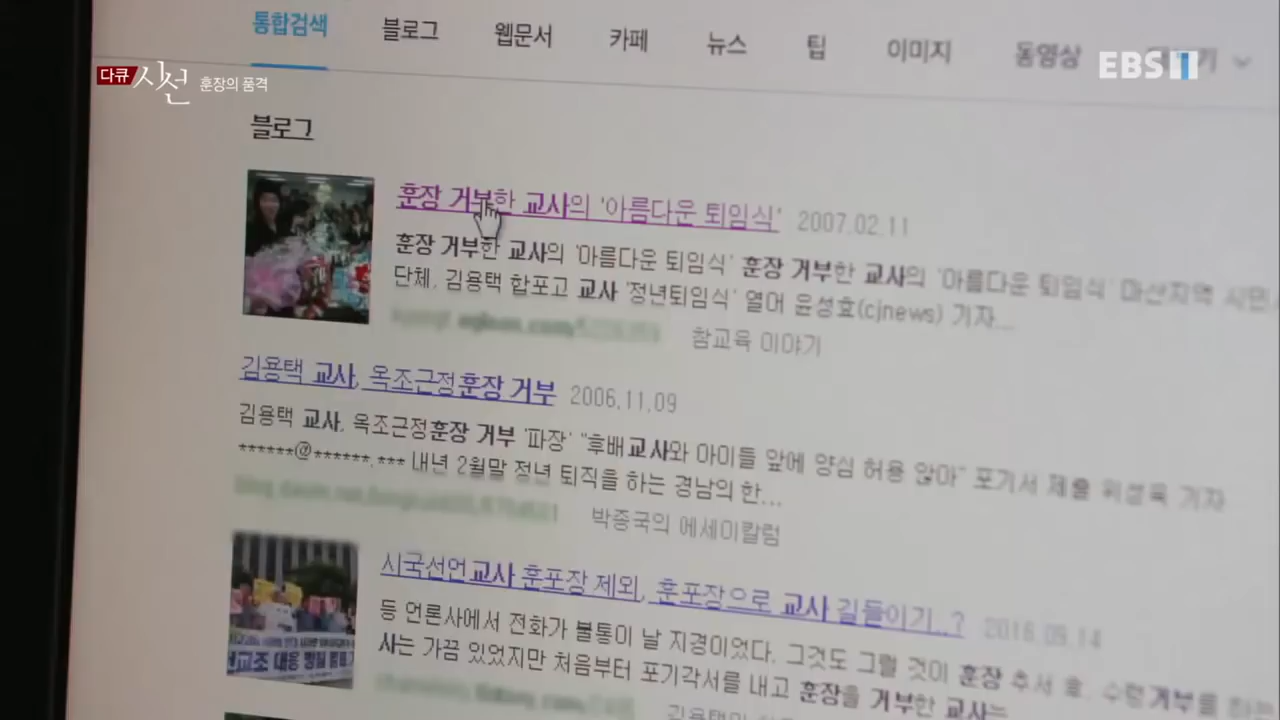 통합검색 블로그 웹문서 카페 뉴스 팁 이미지 동영상
EBS1
다큐 시선 훈장의 품격
블로그
훈장 거부한 교사의 '아름다운 퇴임식' 2007.02.11
훈장 거부한 교사의 '아름다운 퇴임식' 훈장 거부한 교사의 '아름다운 퇴임식' 마산지역 시민
단체, 김용택 합포고 교사 '정년퇴임식' 열어 윤성효(cjnews) 기자...
참교육 이야기
김용택 교사, 옥조근정훈장 거부 2006.11.09
김용택 교사, 옥조근정훈장 거부 '파장' "후배교사와 아이들 앞에 양심 허용 않아" 포기서 제출 위성욱 기자
******@******.*** 내년 2월말 정년 퇴직을 하는 경남의 한...
박종국의 에세이칼럼
시국선언교사 훈포장 제외, 훈포장으로 교사 길들이기..? 2016.09.14
등 언론사에서 전화가 불통이 날 지경이었다. 그것도 그럴 것이 훈장 추서 후, 수령거부를 하는
사는 가끔 있었지만 처음부터 포기각서를 내고 훈장을 거부한 교사는
김용택의